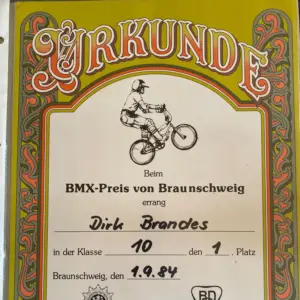 URKUNDE
Beim
BMX-Preis von Braunschweig
errang
Dirk Brandes
in der Klasse 10 den 1. Platz
Braunschweig, den 1.9.84
BD